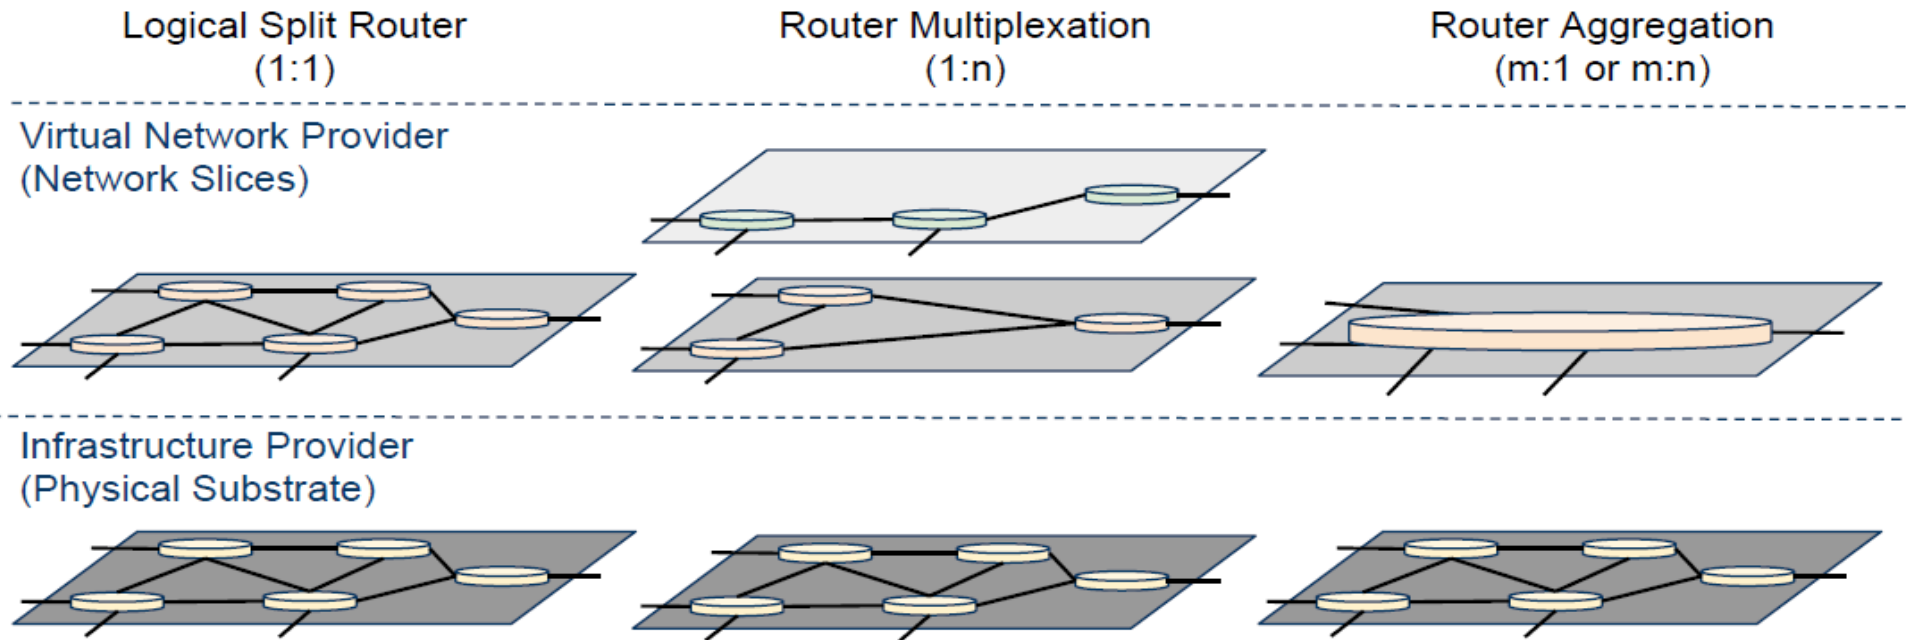 Logical Split Router
(1:1)
Router Multiplexation
(1:n)
Router Aggregation
(m:1 or m:n)
Virtual Network Provider
(Network Slices)
Infrastructure Provider
(Physical Substrate)